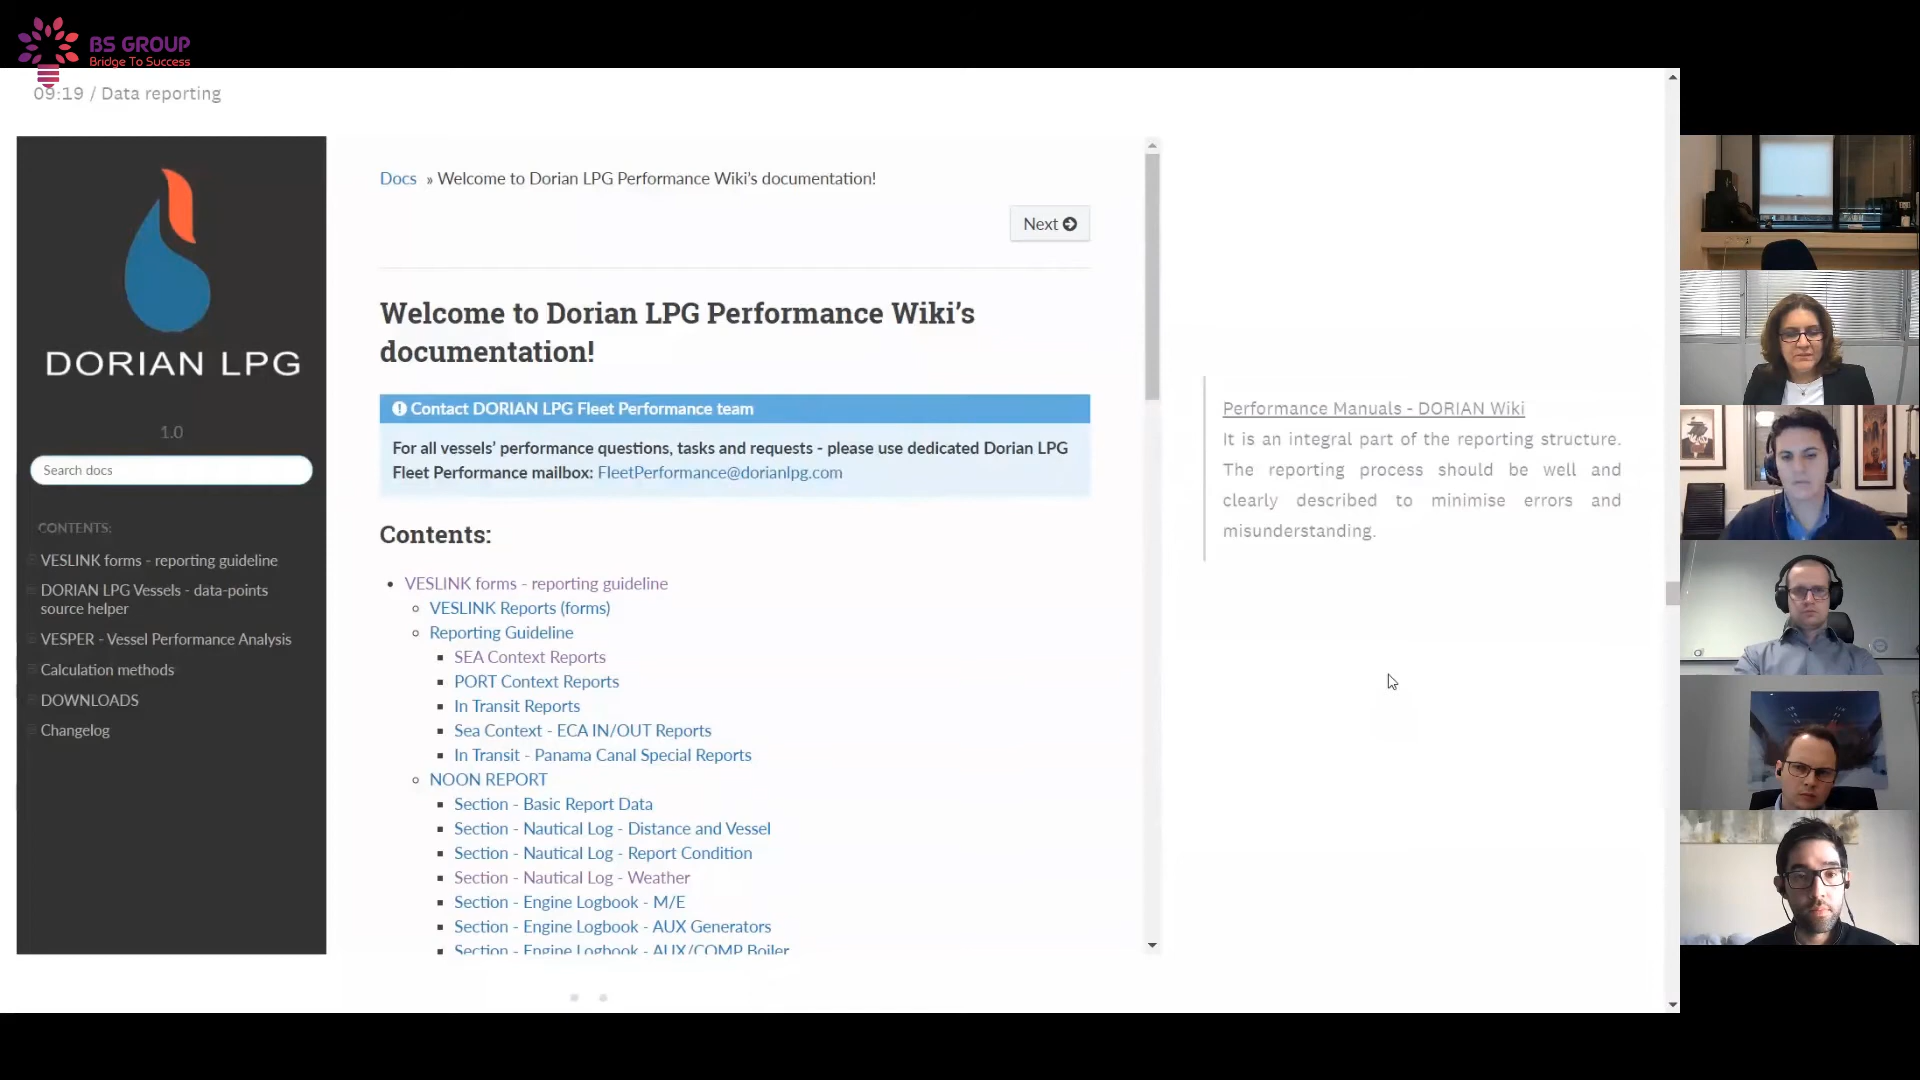 BS GROUP
Bridge To Success
09:19 / Data reporting
DORIAN LPG
1.0
Search docs
CONTENTS:
VESLINK forms - reporting guideline
DORIAN LPG Vessels - data-points
source helper
VESPER - Vessel Performance Analysis
Calculation methods
DOWNLOADS
Changelog
Docs » Welcome to Dorian LPG Performance Wiki's documentation!
Next
Welcome to Dorian LPG Performance Wiki's
documentation!
Contact DORIAN LPG Fleet Performance team
For all vessels' performance questions, tasks and requests - please use dedicated Dorian LPG
Fleet Performance mailbox: FleetPerformance@dorianlpg.com
Contents:
VESLINK forms - reporting guideline
VESLINK Reports (forms)
Reporting Guideline
SEA Context Reports
PORT Context Reports
In Transit Reports
Sea Context - ECA IN/OUT Reports
In Transit - Panama Canal Special Reports
NOON REPORT
Section - Basic Report Data
Section - Nautical Log - Distance and Vessel
Section - Nautical Log - Report Condition
Section - Nautical Log - Weather
Section - Engine Logbook - M/E
Section - Engine Logbook - AUX Generators
Section - Engine Logbook - AUX/COMP Boiler
Performance Manuals - DORIAN Wiki
It is an integral part of the reporting structure.
The reporting process should be well and
clearly described to minimise errors and
misunderstanding.